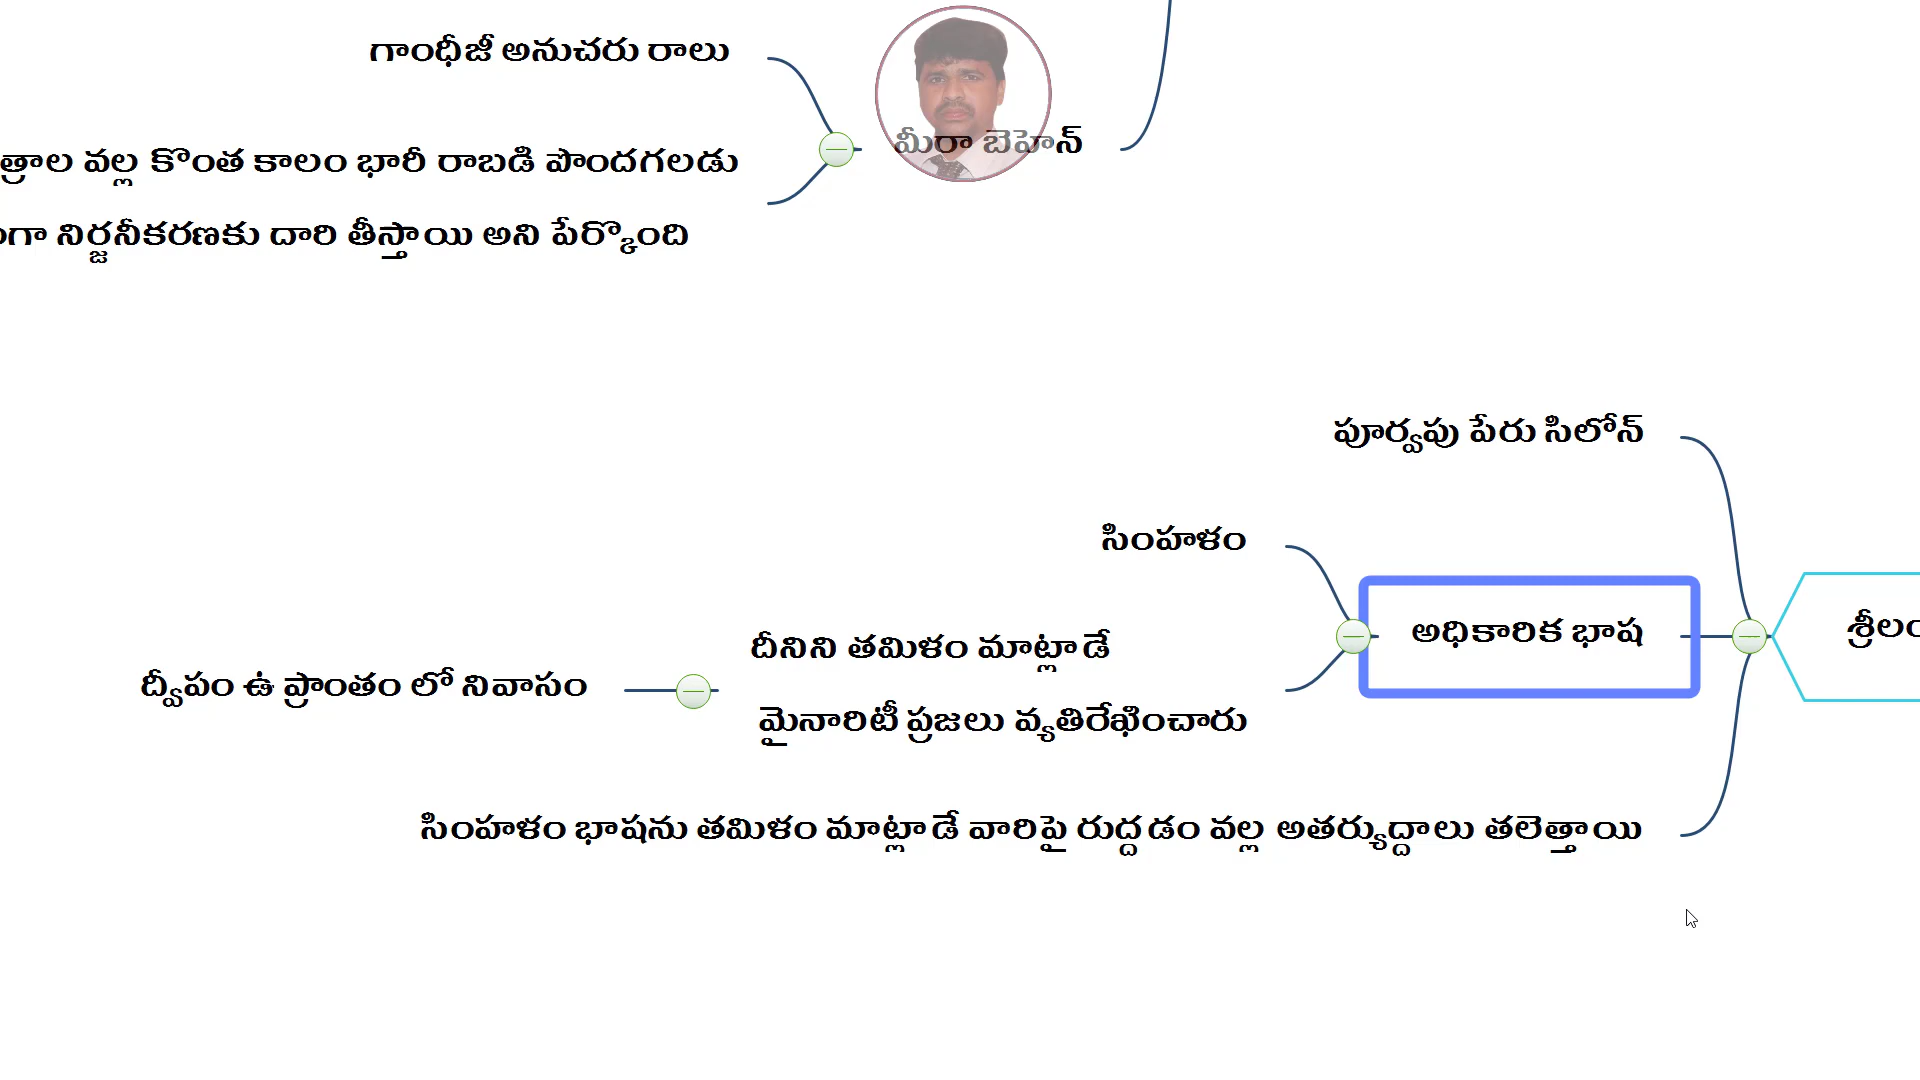 గాంధీజీ అనుచరు రాలు
మీరా బెహెన్
వల్ల కొంత కాలం భారీ రాబడి పొందగలడు
నిర్జనీకరణకు దారి తీస్తాయి అని పేర్కొంది
పూర్వపు పేరు సిలోన్
సింహళం
అధికారిక భాష
దీనిని తమిళం మాట్లాడే
మైనారిటీ ప్రజలు వ్యతిరేఖించారు
ద్వీపం ఉ ప్రాంతం లో నివాసం
సింహళం భాషను తమిళం మాట్లాడే వారిపై రుద్దడం వల్ల అతర్యుద్దాలు తలెత్తాయి